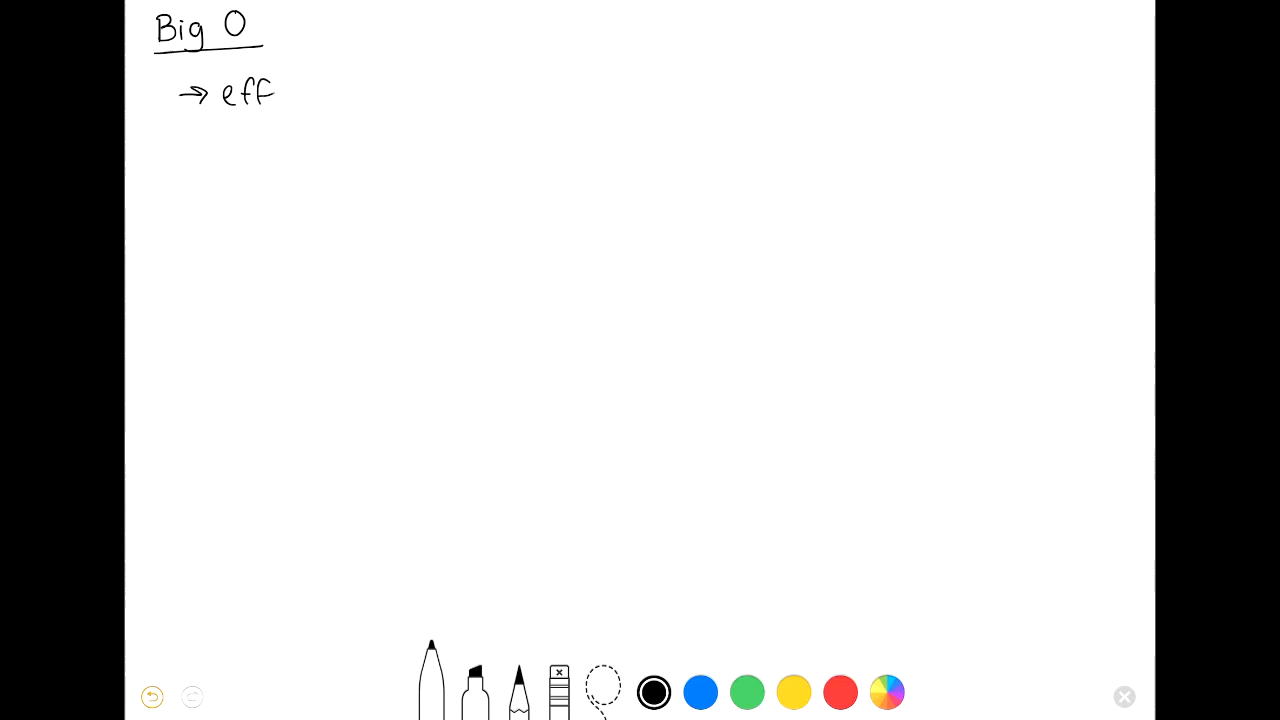 Big O
→ eff